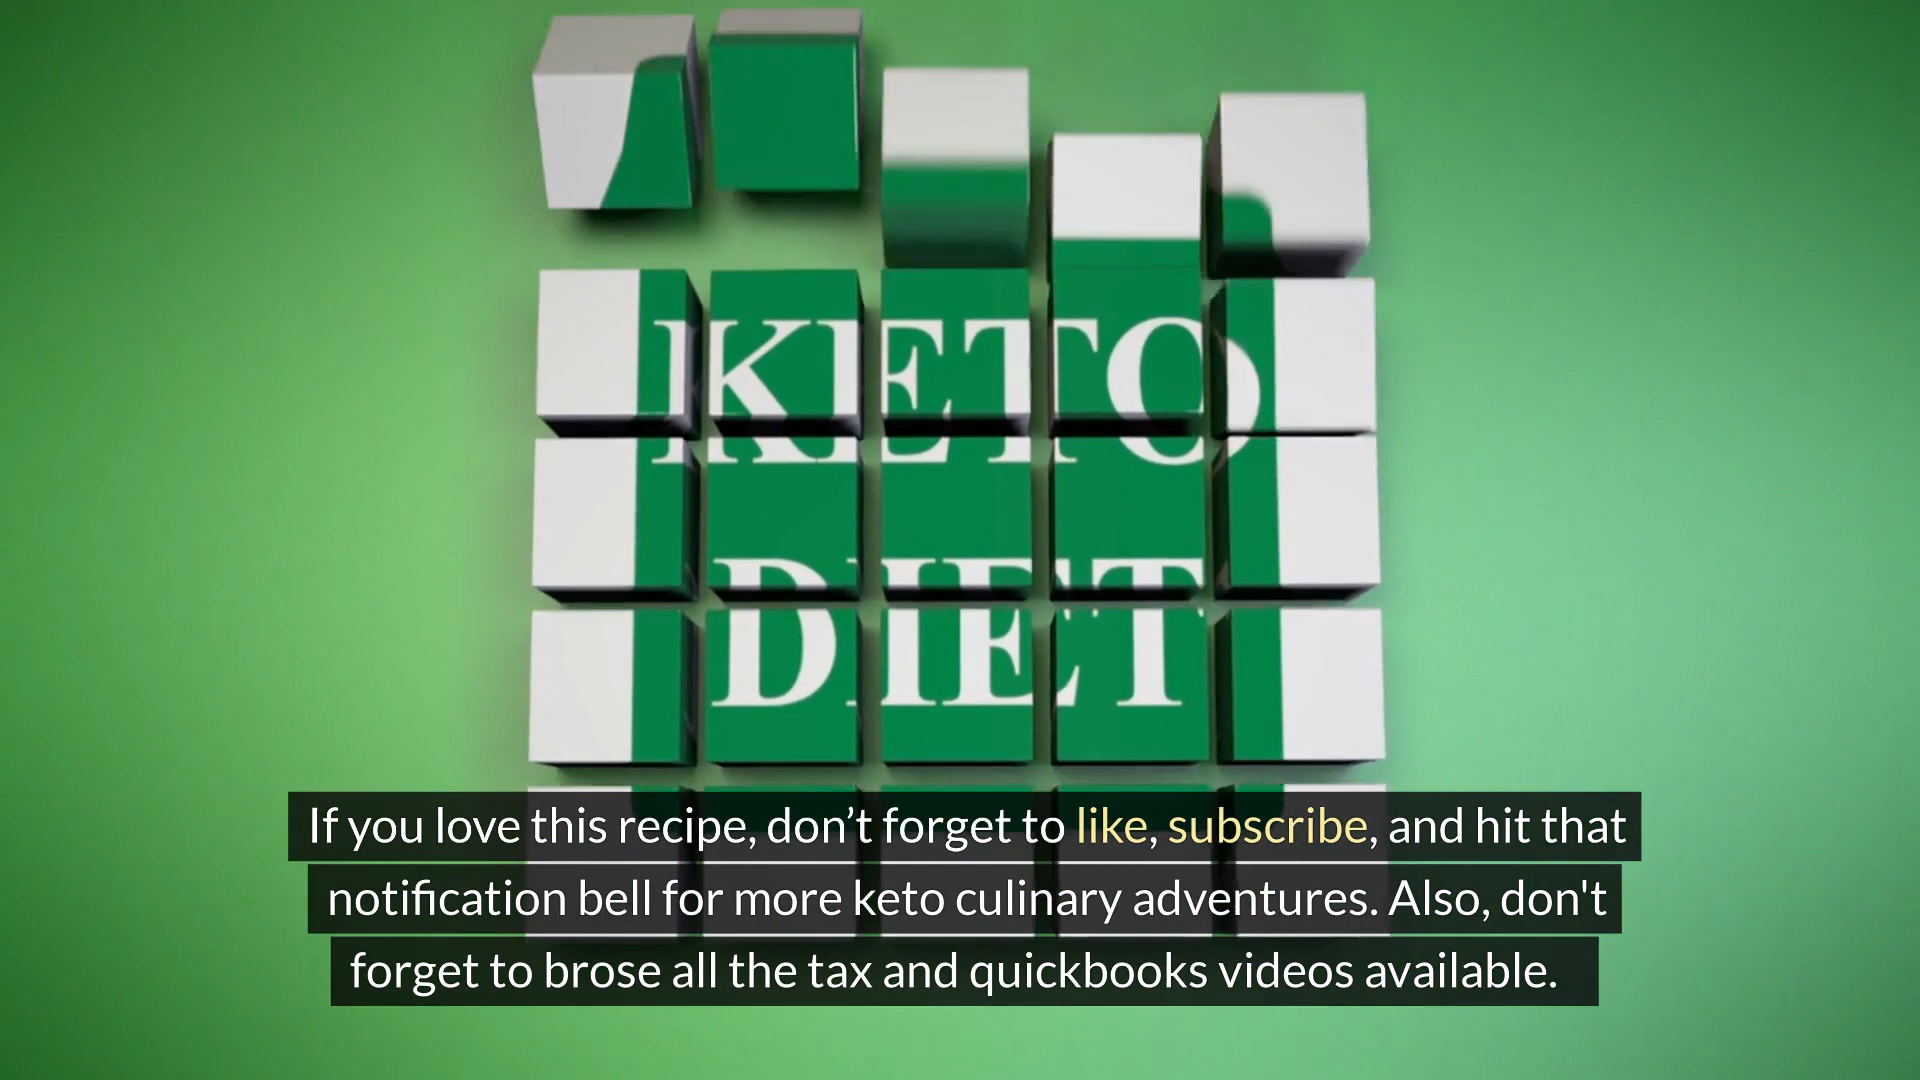 KETO
DIET
If you love this recipe, don’t forget to like, subscribe, and hit that
notification bell for more keto culinary adventures. Also, don't
forget to brose all the tax and quickbooks videos available.